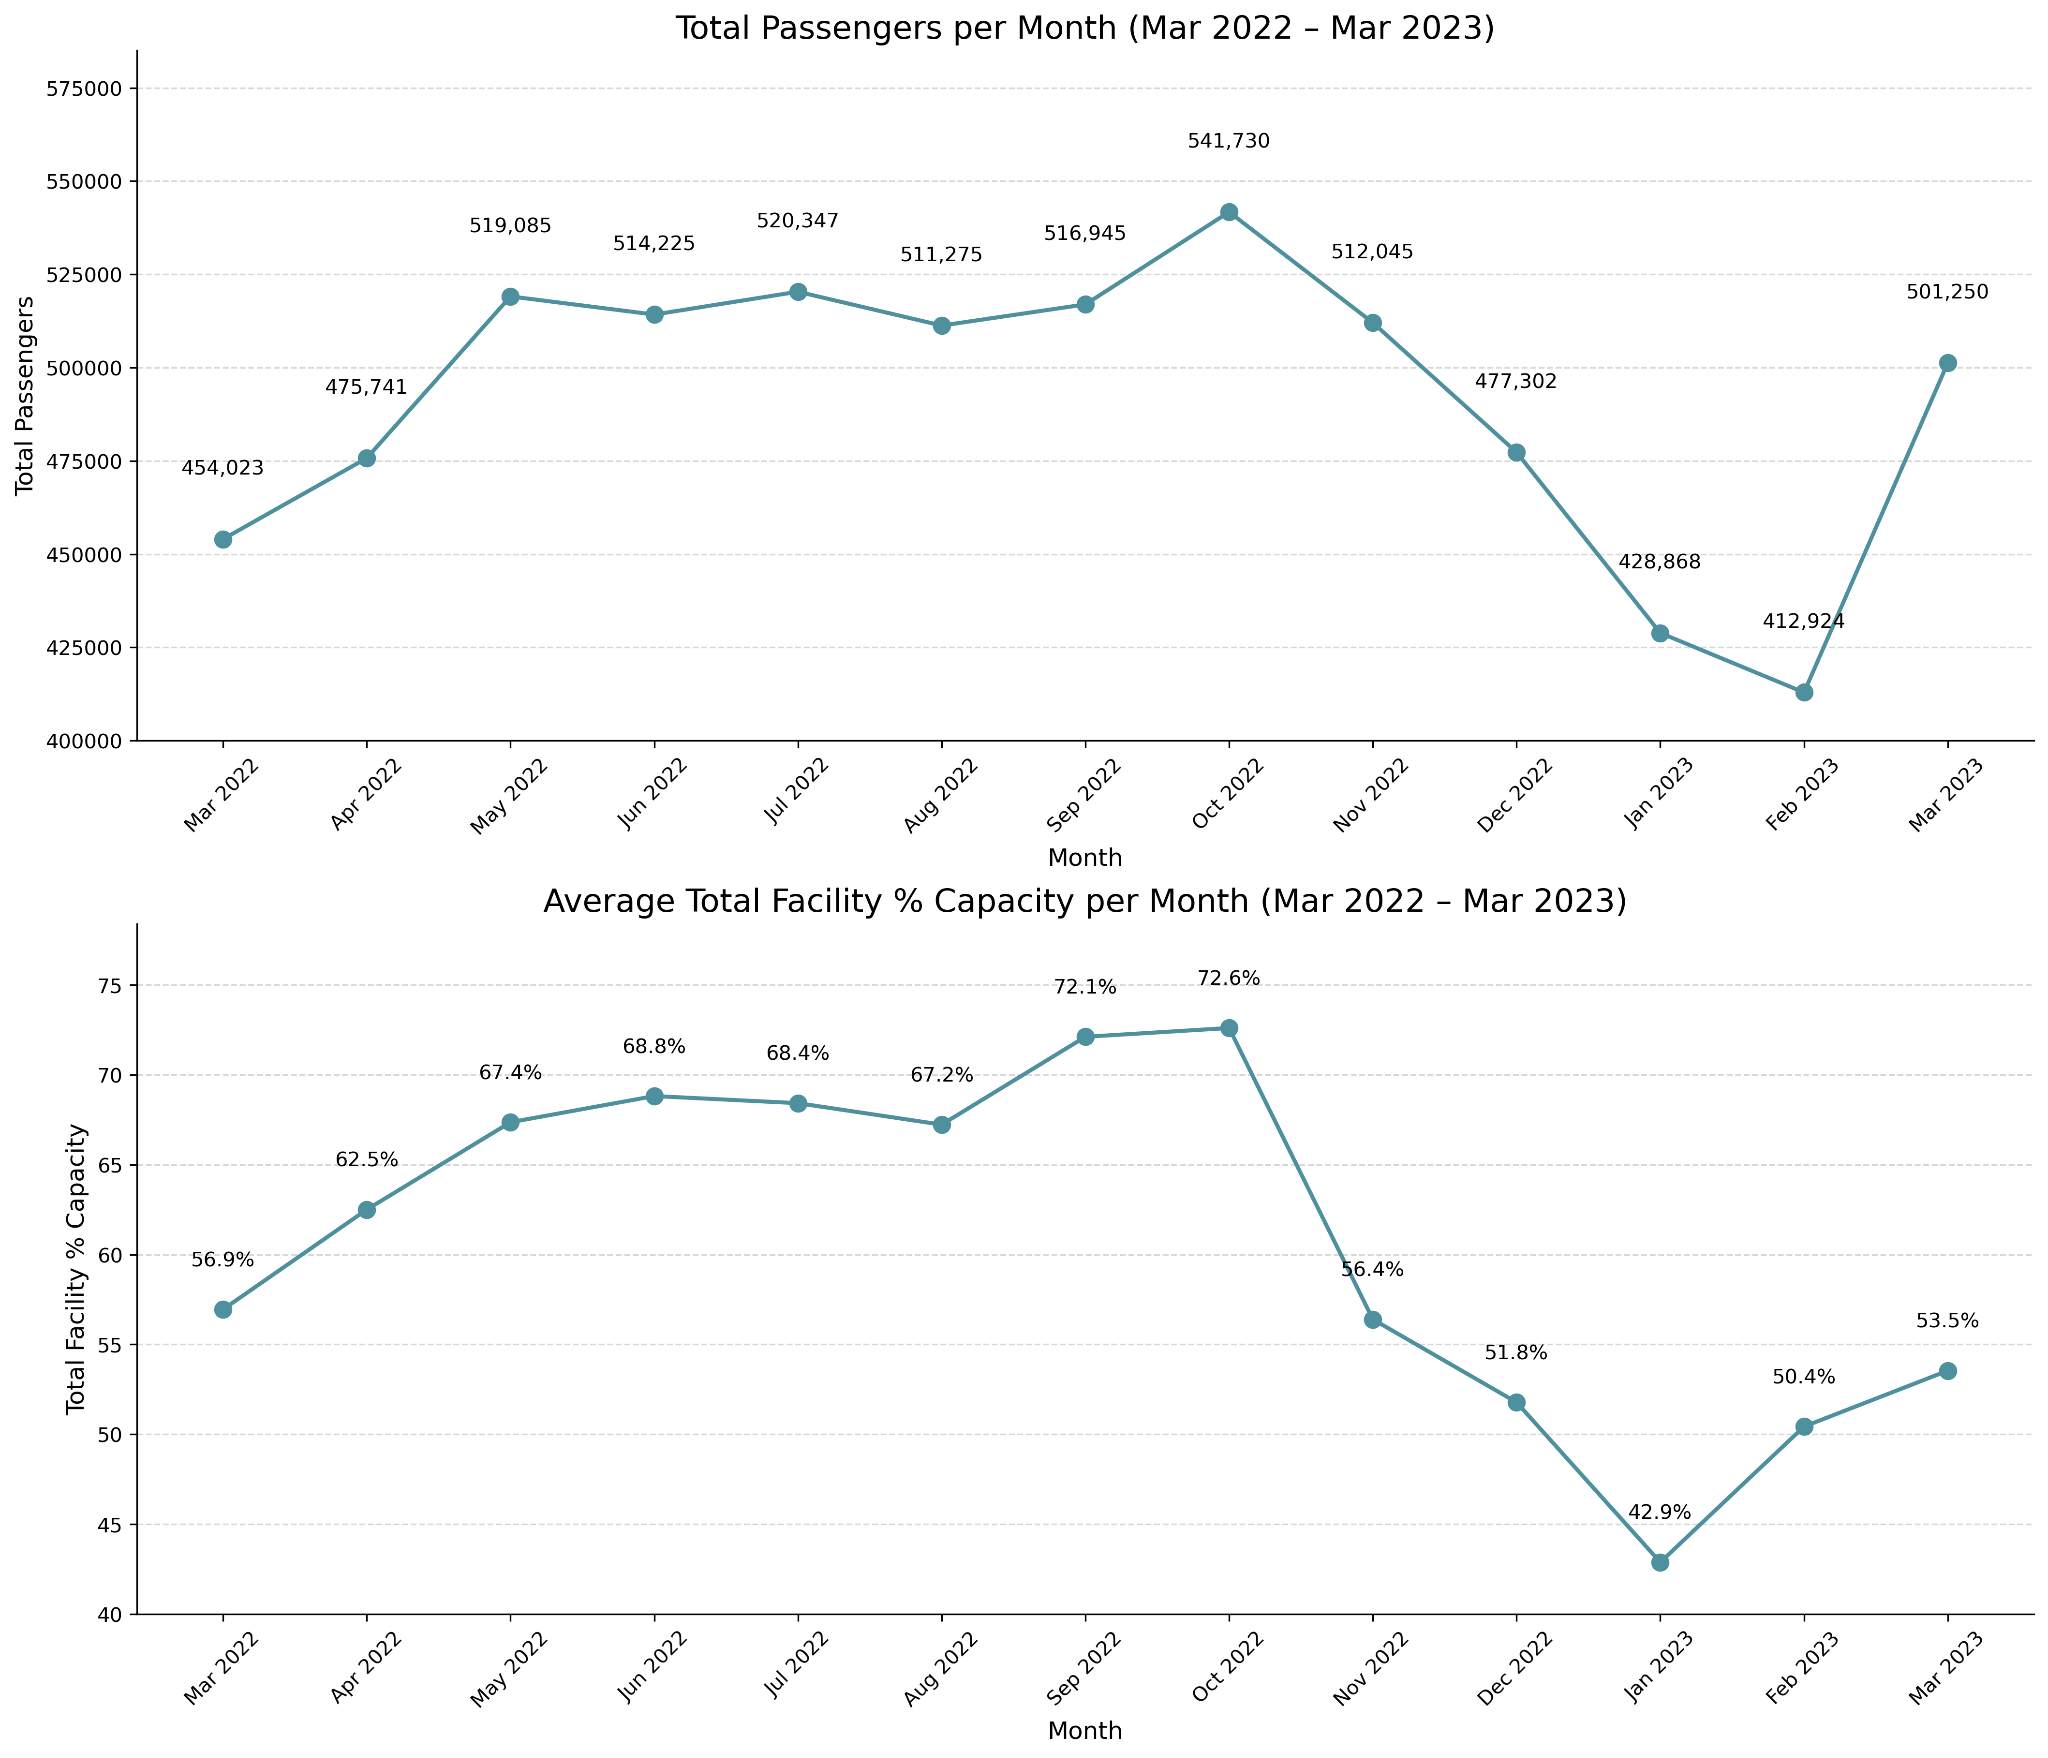 Total Passengers per Month (Mar 2022 – Mar 2023)
Total Passengers
575000
550000
525000
500000
475000
450000
425000
400000
454,023
475,741
519,085
514,225
520,347
511,275
516,945
541,730
512,045
477,302
428,868
412,924
501,250
Mar 2022
Apr 2022
May 2022
Jun 2022
Jul 2022
Aug 2022
Sep 2022
Oct 2022
Nov 2022
Dec 2022
Jan 2023
Feb 2023
Mar 2023
Month
Average Total Facility % Capacity per Month (Mar 2022 – Mar 2023)
Total Facility % Capacity
75
70
65
60
55
50
45
40
56.9%
62.5%
67.4%
68.8%
68.4%
67.2%
72.1%
72.6%
56.4%
51.8%
42.9%
50.4%
53.5%
Mar 2022
Apr 2022
May 2022
Jun 2022
Jul 2022
Aug 2022
Sep 2022
Oct 2022
Nov 2022
Dec 2022
Jan 2023
Feb 2023
Mar 2023
Month